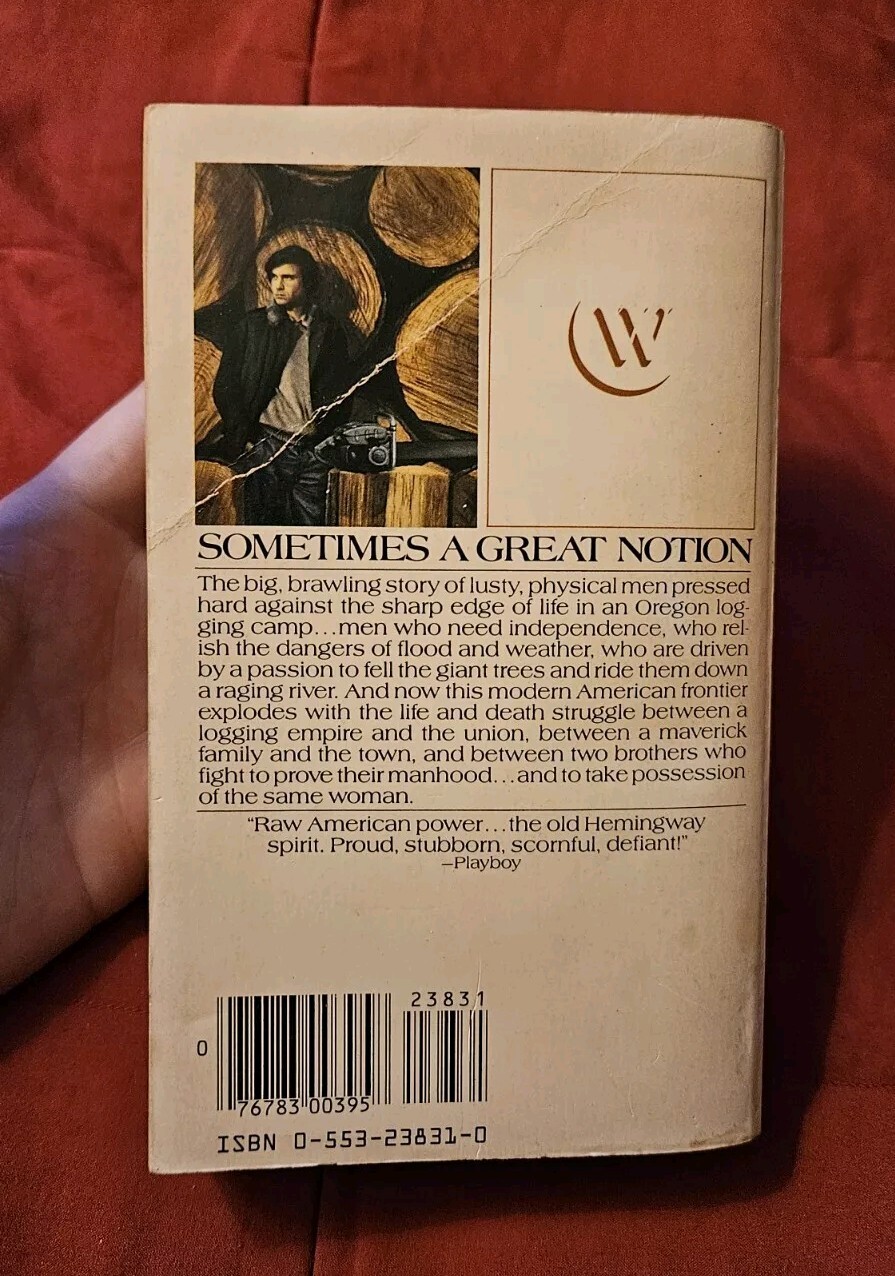 W
SOMETIMES A GREAT NOTION
The big, brawling story of lusty, physical men pressed
hard against the sharp edge of life in an Oregon log-
ging camp...men who need independence, who rel-
ish the dangers of flood and weather, who are driven
by a passion to fell the giant trees and ride them down
a raging river. And now this modern American frontier
explodes with the life and death struggle between a
logging empire and the union, between a maverick
family and the town, and between two brothers who
fight to prove their manhood...and to take possession
of the same woman.
"Raw American power...the old Hemingway
spirit. Proud, stubborn, scornful, defiant!"
–Playboy
23831
0
76783 00395
ISBN 0-553-23831-0